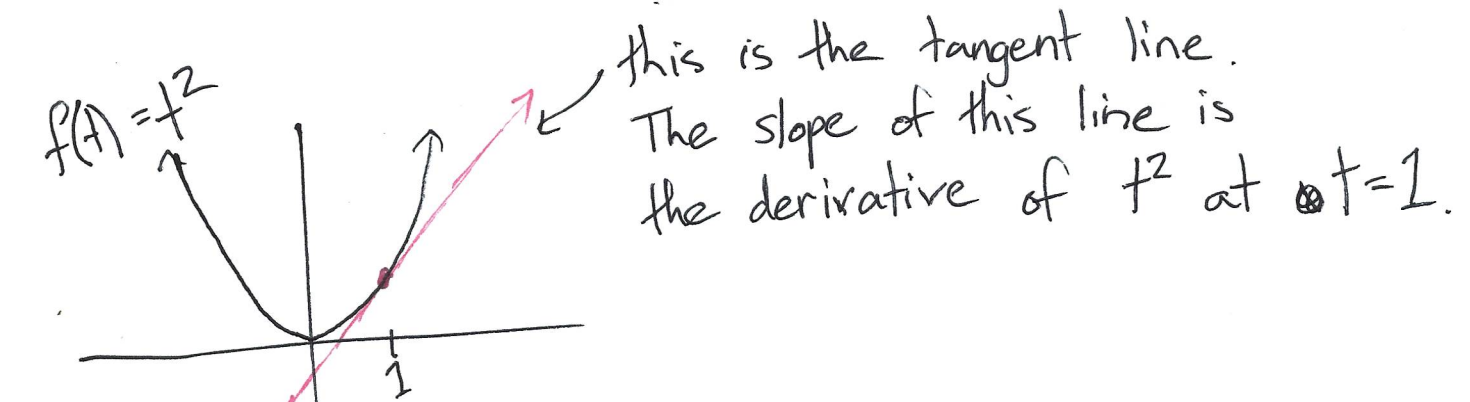 f(t) = t²
this is the tangent line.
The slope of this line is
the derivative of t² at t=1.
1